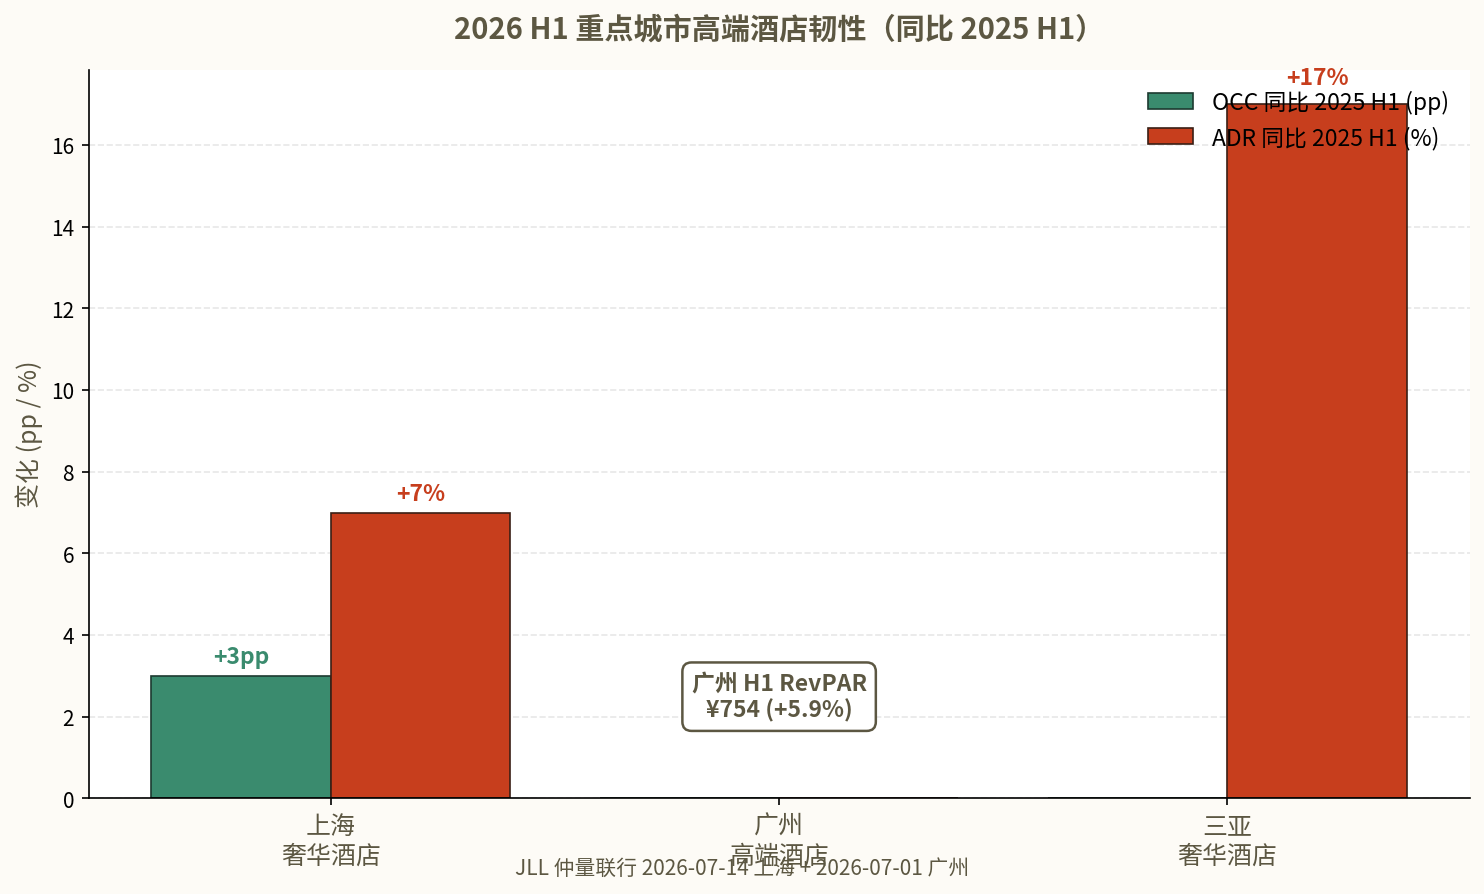 2026 H1 重点城市高端酒店韧性（同比 2025 H1）
+17%
OCC 同比 2025 H1 (pp)
ADR 同比 2025 H1 (%)
16
14
12
10
8
6
4
2
0
变化 (pp / %)
+7%
+3pp
广州 H1 RevPAR
¥754 (+5.9%)
上海
奢华酒店
广州
高端酒店
三亚
奢华酒店
JLL 仲量联行 2026-07-14 上海 + 2026-07-01 广州